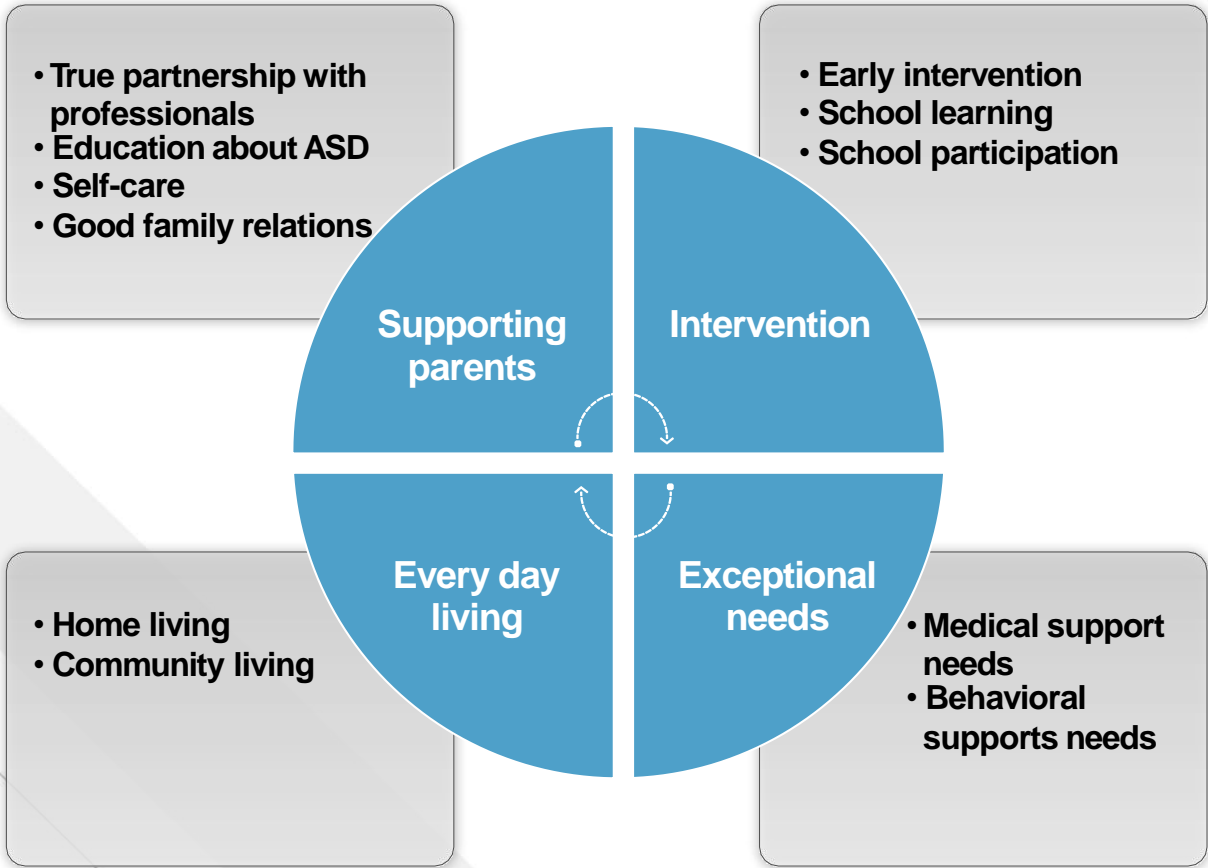 • True partnership with
professionals
• Education about ASD
• Self-care
• Good family relations
• Early intervention
• School learning
• School participation
Supporting
parents
Intervention
Every day
living
Exceptional
needs
• Home living
• Community living
• Medical support
needs
• Behavioral
supports needs